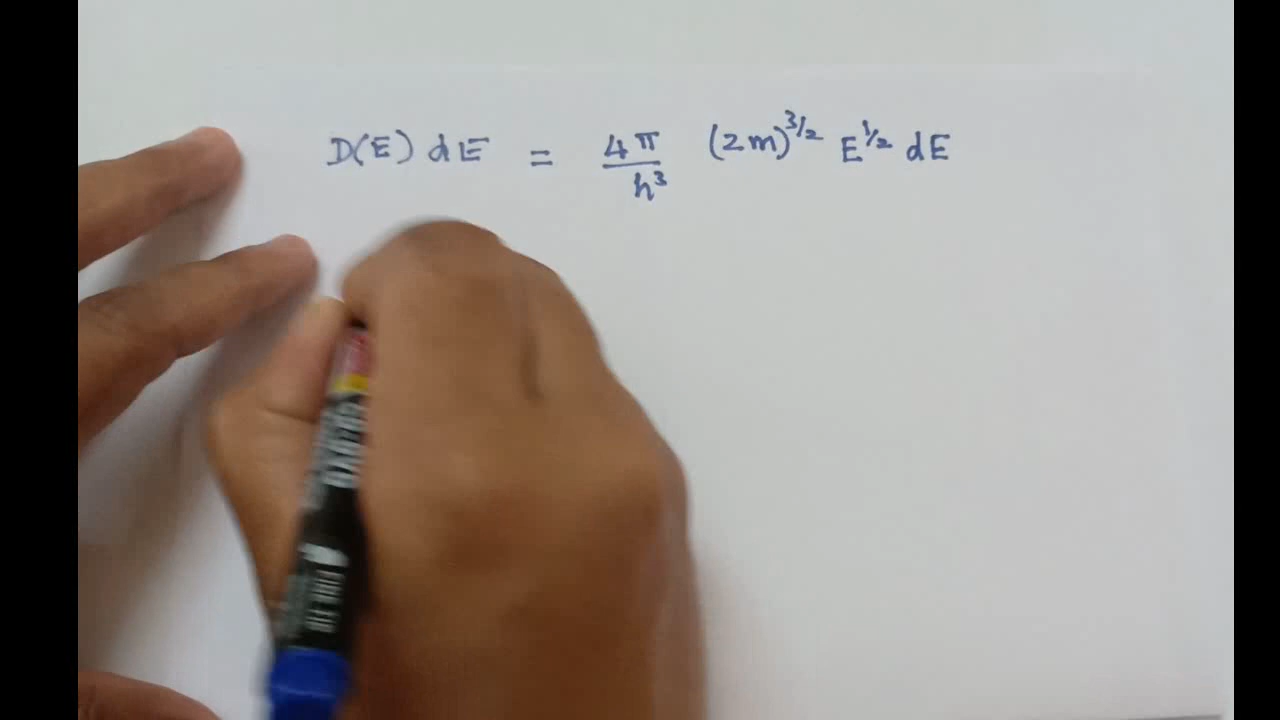 D(E) dE = 4π/h³ (2m)^3/2 E^1/2 dE